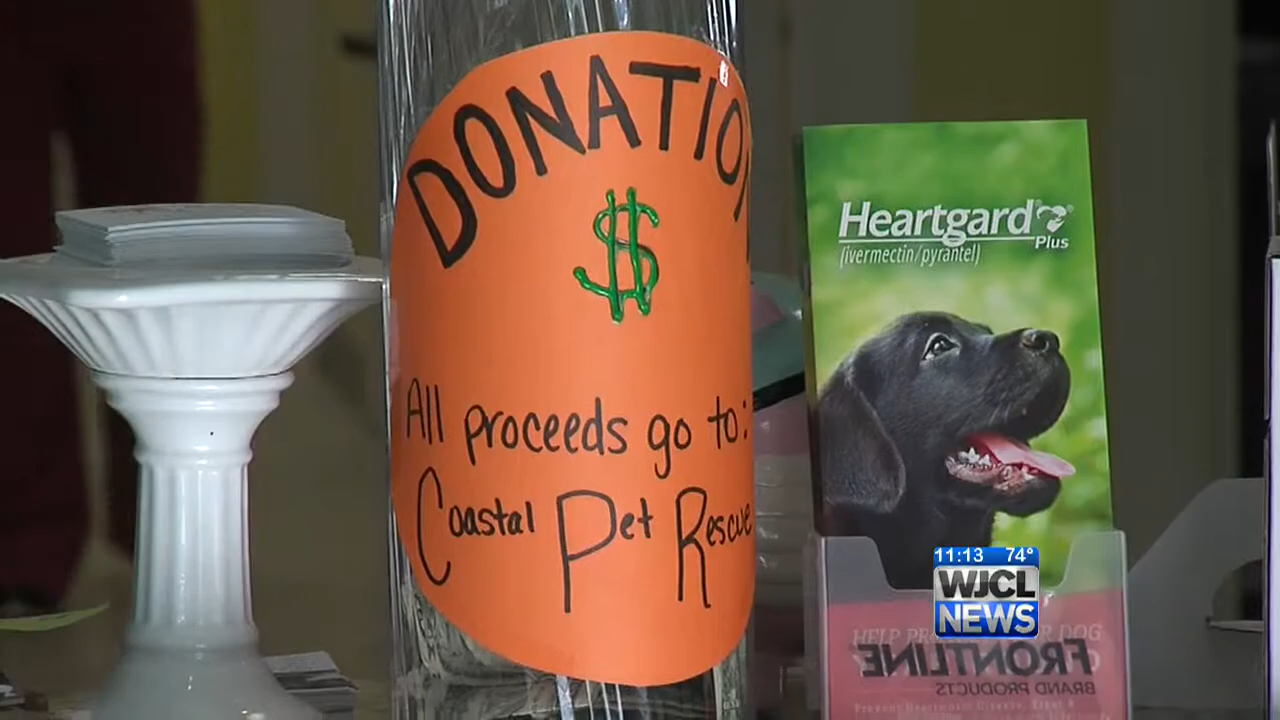 DONATION
$
All proceeds go to:
Coastal Pet Rescue
Heartgard®
Plus
(ivermectin/pyrantel)
11:13 74°
WJCL
NEWS
DOG
FRONTLINE
BRAND PRODUCTS